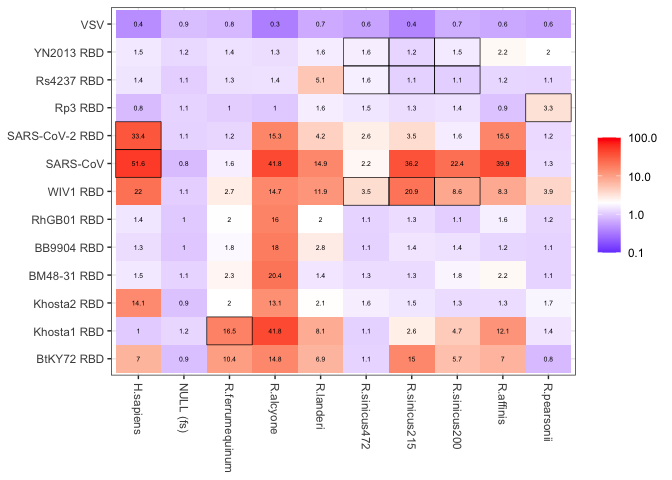 VSV 0.4 0.9 0.8 0.3 0.7 0.6 0.4 0.7 0.6 0.6
YN2013 RBD 1.5 1.2 1.4 1.3 1.6 1.6 1.2 1.5 2.2 2
Rs4237 RBD 1.4 1.1 1.3 1.4 5.1 1.6 1.1 1.1 1.2 1.1
Rp3 RBD 0.8 1.1 1 1 1.6 1.5 1.3 1.4 0.9 3.3
SARS-CoV-2 RBD 33.4 1.1 1.2 15.3 4.2 2.6 3.5 1.6 15.5 1.2
SARS-CoV 51.6 0.8 1.6 41.8 14.9 2.2 36.2 22.4 39.9 1.3
WIV1 RBD 22 1.1 2.7 14.7 11.9 3.5 20.9 8.6 8.3 3.9
RhGB01 RBD 1.4 1 2 16 2 1.1 1.3 1.1 1.6 1.2
BB9904 RBD 1.3 1 1.8 18 2.8 1.1 1.4 1.4 1.2 1.1
BM48-31 RBD 1.5 1.1 2.3 20.4 1.4 1.3 1.3 1.8 2.2 1.1
Khosta2 RBD 14.1 0.9 2 13.1 2.1 1.6 1.5 1.3 1.3 1.7
Khosta1 RBD 1 1.2 16.5 41.8 8.1 1.1 2.6 4.7 12.1 1.4
BtKY72 RBD 7 0.9 10.4 14.8 6.9 1.1 15 5.7 7 0.8
H.sapiens
NULL (fs)
R.ferrumequinum
R.alcyone
R.landeri
R.sinicus472
R.sinicus215
R.sinicus200
R.affinis
R.pearsonii
100.0
10.0
1.0
0.1